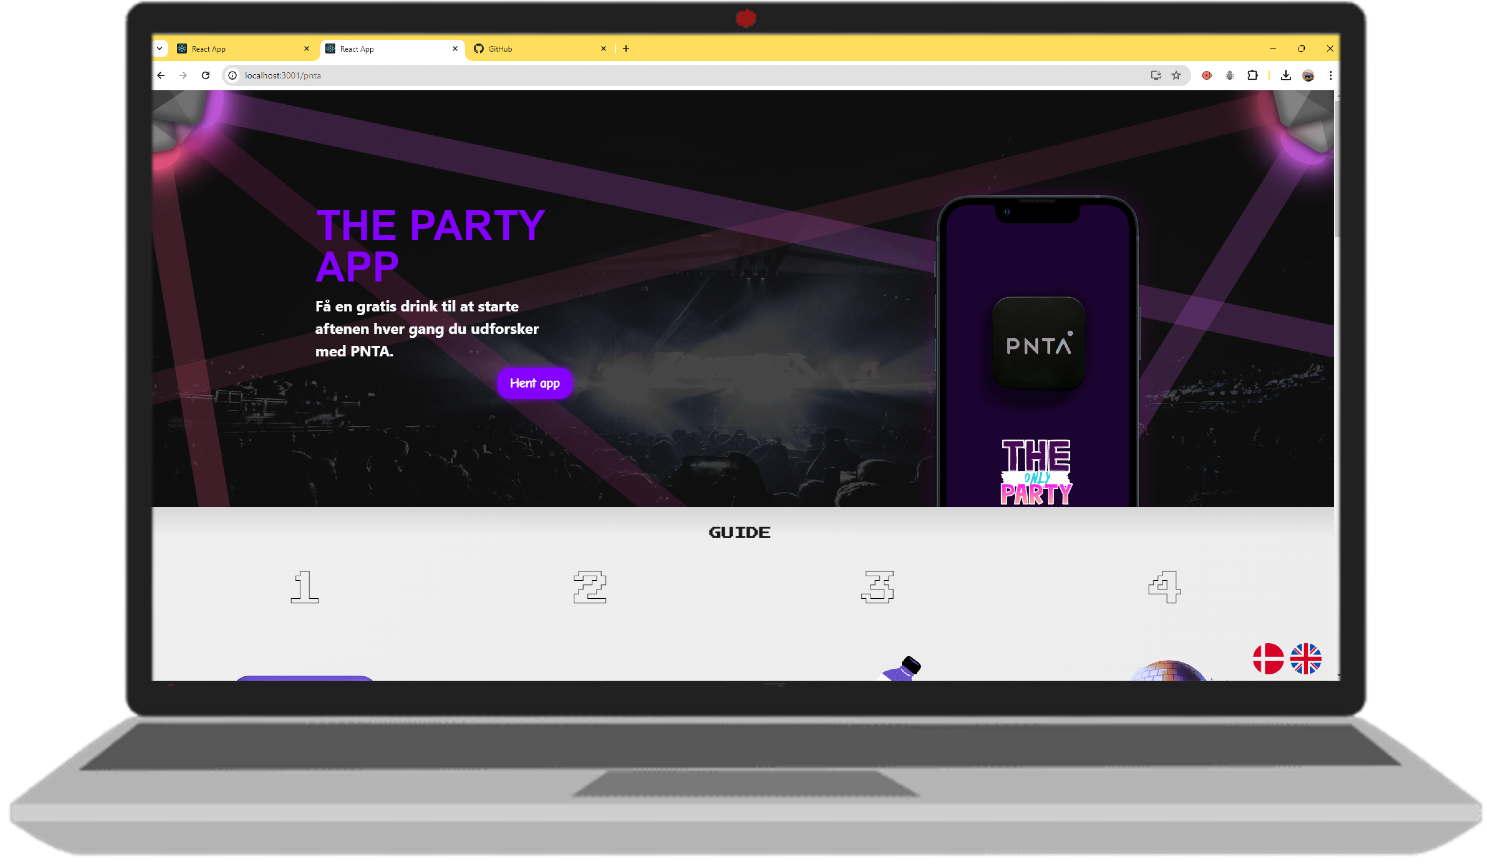 React App
React App
GitHub
localhost:3001/pnta
THE PARTY
APP
Få en gratis drink til at starte
aftenen hver gang du udforsker
med PNTA.
Hent app
PNTA
THE
ONLY
PARTY
GUIDE
1 2 3 4